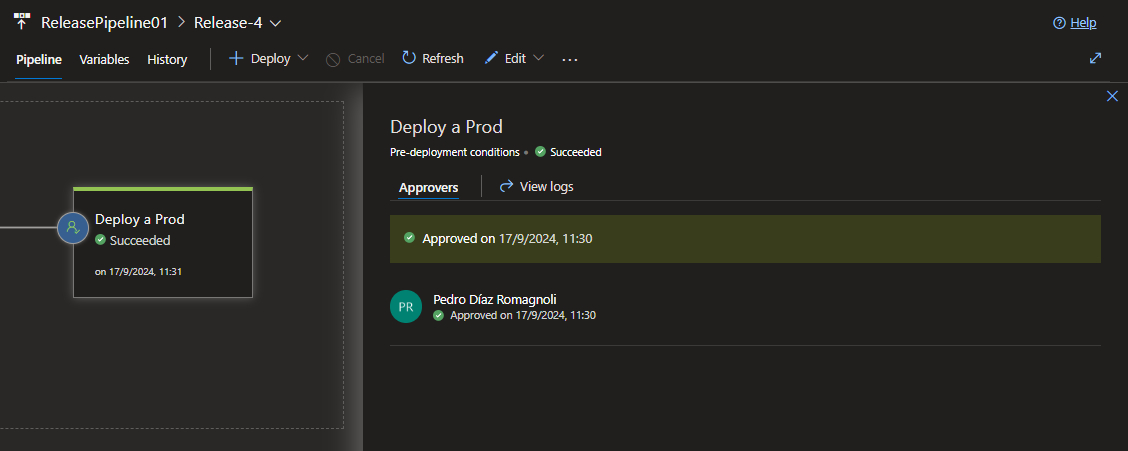 ReleasePipeline01 > Release-4
Help
Pipeline Variables History Deploy Cancel Refresh Edit ...
Deploy a Prod
Succeeded
on 17/9/2024, 11:31
Deploy a Prod
Pre-deployment conditions • Succeeded
Approvers View logs
Approved on 17/9/2024, 11:30
PR
Pedro Díaz Romagnoli
Approved on 17/9/2024, 11:30